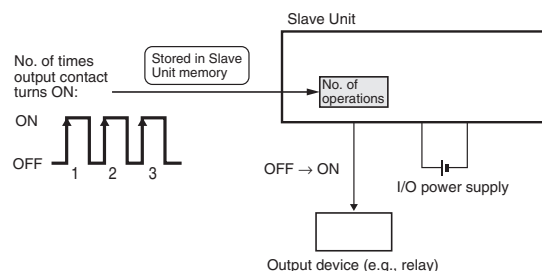 Slave Unit
No. of times
output contact
turns ON:
Stored in Slave
Unit memory
No. of
operations
ON
OFF
1 2 3
OFF → ON
I/O power supply
Output device (e.g., relay)